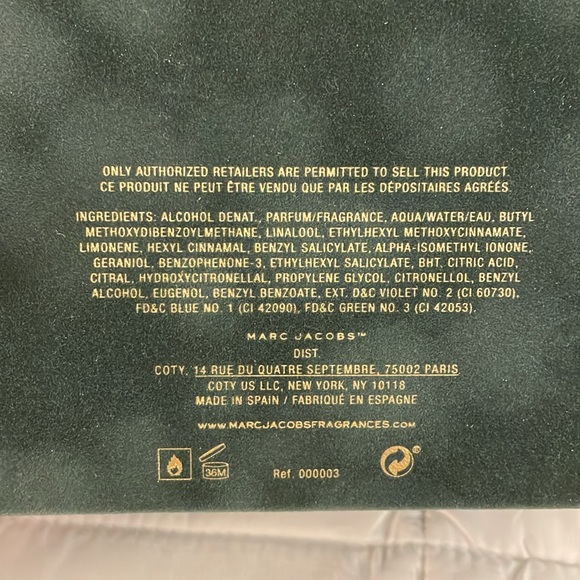 ONLY AUTHORIZED RETAILERS ARE PERMITTED TO SELL THIS PRODUCT.
CE PRODUIT NE PEUT ÊTRE VENDU QUE PAR LES DÉPOSITAIRES AGRÉÉS.
INGREDIENTS: ALCOHOL DENAT., PARFUM/FRAGRANCE, AQUA/WATER/EAU, BUTYL
METHOXYDIBENZOYLMETHANE, LINALOOL, ETHYLHEXYL METHOXYCINNAMATE,
LIMONENE, HEXYL CINNAMAL, BENZYL SALICYLATE, ALPHA-ISOMETHYL IONONE,
GERANIOL, BENZOPHENONE-3, ETHYLHEXYL SALICYLATE, BHT, CITRIC ACID,
CITRAL, HYDROXYCITRONELLAL, PROPYLENE GLYCOL, CITRONELLOL, BENZYL
ALCOHOL, EUGENOL, BENZYL BENZOATE, EXT. D&C VIOLET NO. 2 (CI 60730),
FD&C BLUE NO. 1 (CI 42090), FD&C GREEN NO. 3 (CI 42053).
MARC JACOBS™
DIST.
COTY, 14 RUE DU QUATRE SEPTEMBRE, 75002 PARIS
COTY US LLC, NEW YORK, NY 10118
MADE IN SPAIN / FABRIQUÉ EN ESPAGNE
WWW.MARCJACOBSFRAGRANCES.COM
36M
Ref. 000003